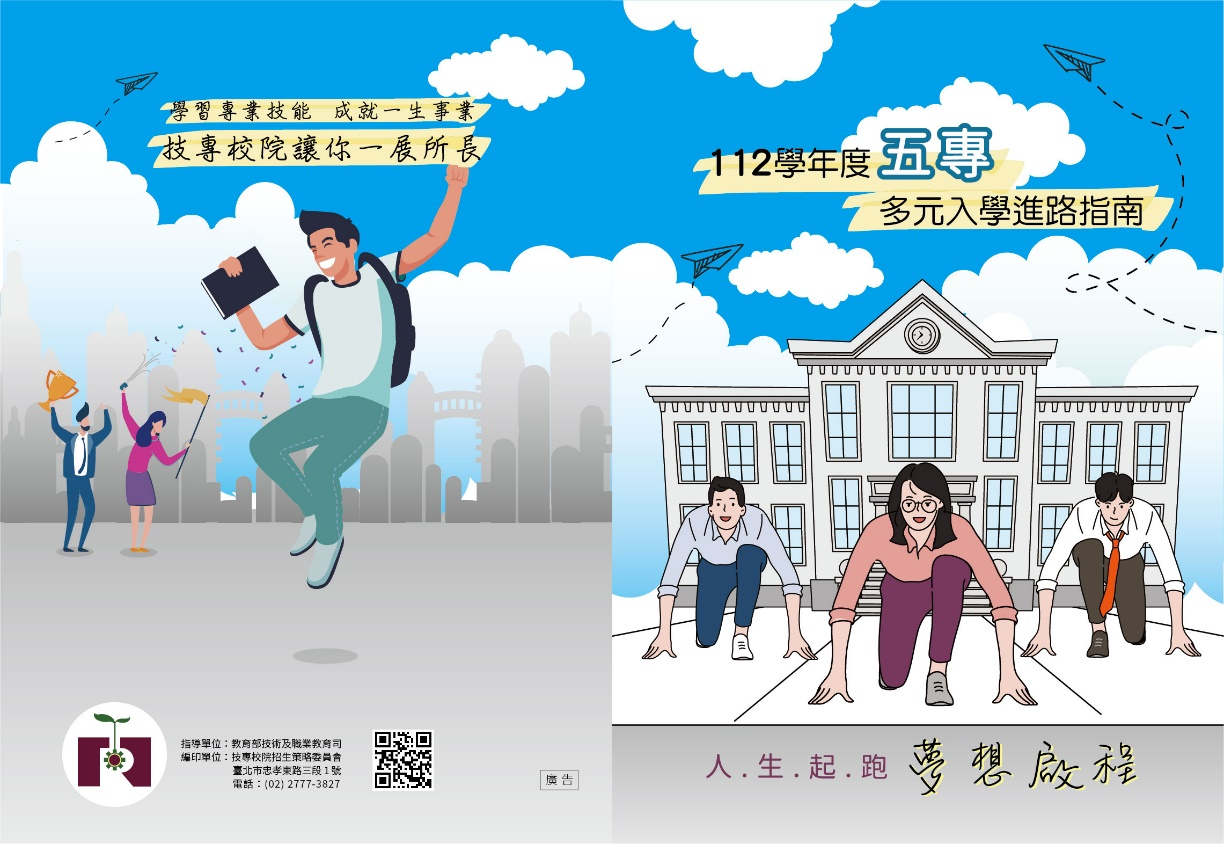 學習專業技能 成就一生事業
技專校院讓你一展所長
指導單位：教育部技術及職業教育司
編印單位：技專校院招生策略委員會
臺北市忠孝東路三段1號
電話：(02) 2777-3827
廣告
112學年度 五專
多元入學進路指南
人.生.起.跑 夢想啟程